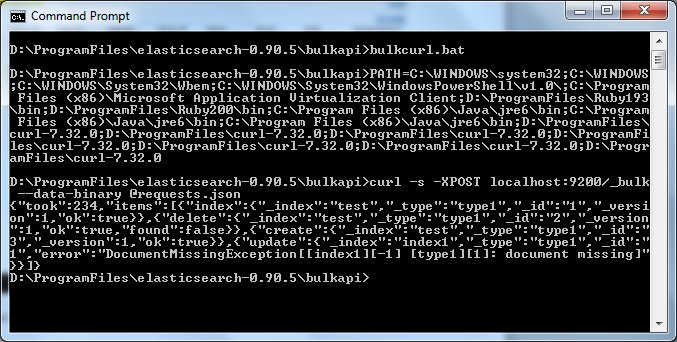 Command Prompt
D:\ProgramFiles\elasticsearch-0.90.5\bulkapi>bulkcurl.bat
D:\ProgramFiles\elasticsearch-0.90.5\bulkapi>PATH=C:\WINDOWS\system32;C:\WINDOWS
;C:\WINDOWS\System32\Wbem;C:\WINDOWS\System32\WindowsPowerShell\v1.0\;C:\Program
 Files (x86)\Microsoft Application Virtualization Client;D:\ProgramFiles\Ruby193
\bin;D:\ProgramFiles\Ruby200\bin;C:\Program Files (x86)\Java\jre6\bin;C:\Program
 Files (x86)\Java\jre6\bin;C:\Program Files (x86)\Java\jre6\bin;D:\ProgramFiles\
curl-7.32.0;D:\ProgramFiles\curl-7.32.0;D:\ProgramFiles\curl-7.32.0;D:\ProgramFi
les\curl-7.32.0;D:\ProgramFiles\curl-7.32.0;D:\ProgramFiles\curl-7.32.0;D:\Progr
amFiles\curl-7.32.0
D:\ProgramFiles\elasticsearch-0.90.5\bulkapi>curl -s -XPOST localhost:9200/_bulk
 --data-binary @requests.json
{"took":234,"items":[{"index":{"_index":"test","_type":"type1","_id":"1","_versi
on":1,"ok":true}},{"delete":{"_index":"test","_type":"type1","_id":"2","_version
":1,"ok":true,"found":false}},{"create":{"_index":"test","_type":"type1","_id":"
3","_version":1,"ok":true}},{"update":{"_index":"index1","_type":"type1","_id":"
1","error":"DocumentMissingException[[index1][-1] [type1][1]: document missing]"
}}]}
D:\ProgramFiles\elasticsearch-0.90.5\bulkapi>